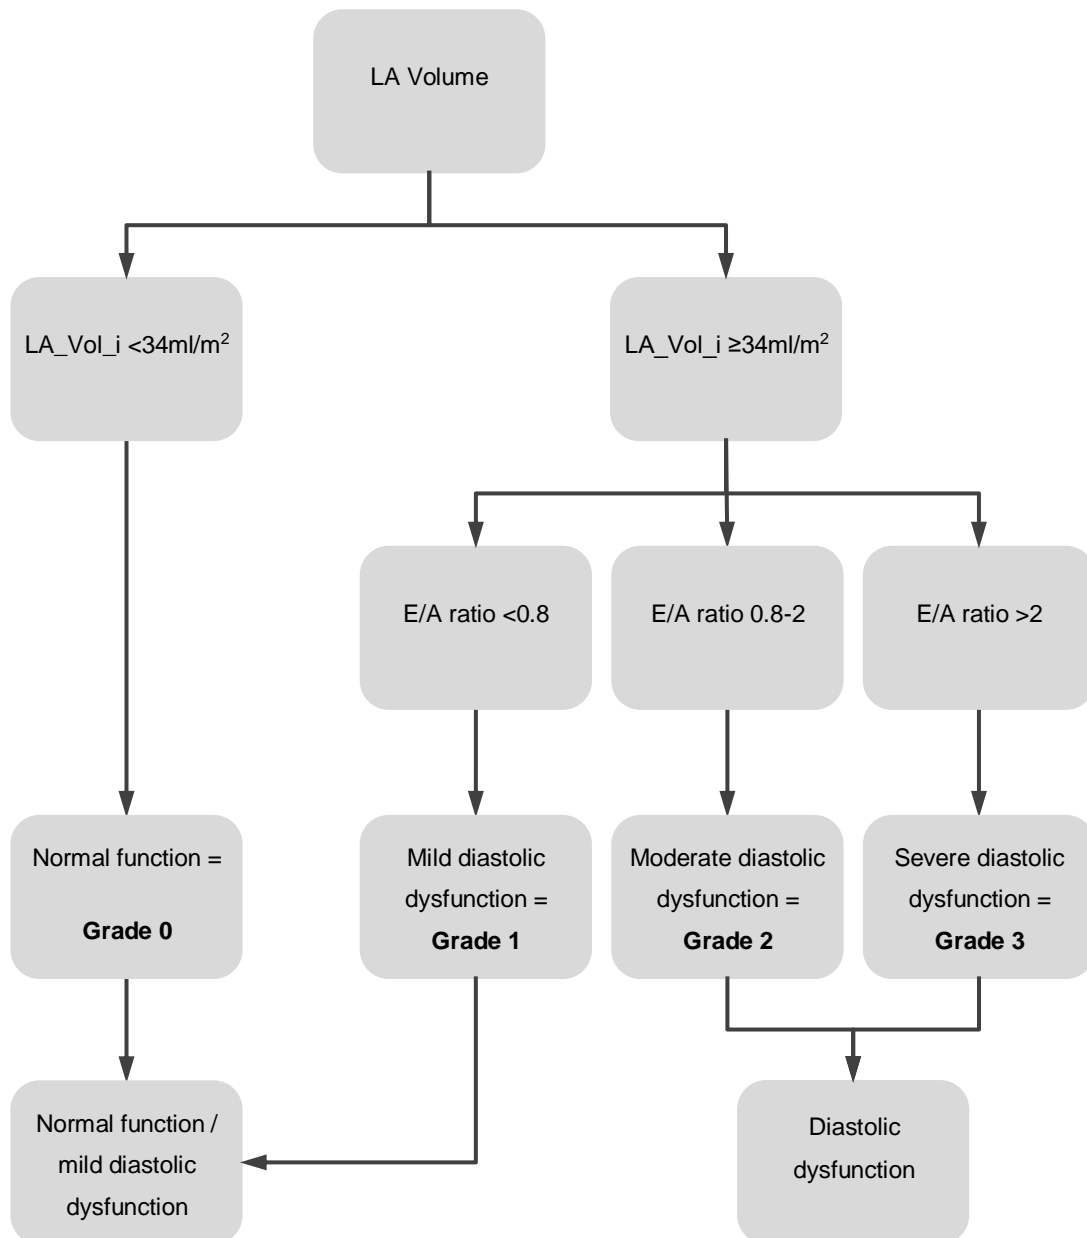 LA Volume
LA_Vol_i <34ml/m²
LA_Vol_i ≥34ml/m²
E/A ratio <0.8
E/A ratio 0.8-2
E/A ratio >2
Normal function =
Grade 0
Mild diastolic
dysfunction =
Grade 1
Moderate diastolic
dysfunction =
Grade 2
Severe diastolic
dysfunction =
Grade 3
Normal function /
mild diastolic
dysfunction
Diastolic
dysfunction